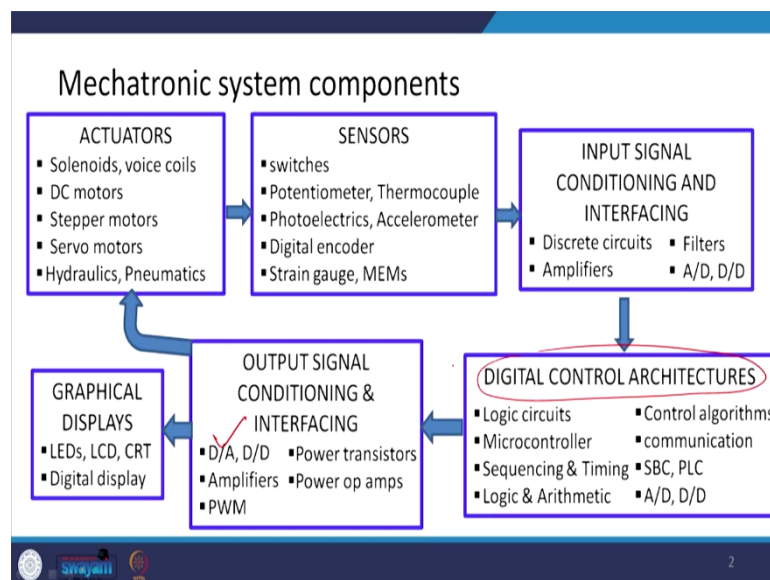 Mechatronic system components
ACTUATORS
▪ Solenoids, voice coils
▪ DC motors
▪ Stepper motors
▪ Servo motors
▪ Hydraulics, Pneumatics
SENSORS
▪ switches
▪ Potentiometer, Thermocouple
▪ Photoelectrics, Accelerometer
▪ Digital encoder
▪ Strain gauge, MEMs
INPUT SIGNAL
CONDITIONING AND
INTERFACING
▪ Discrete circuits ▪ Filters
▪ Amplifiers ▪ A/D, D/D
GRAPHICAL
DISPLAYS
▪ LEDs, LCD, CRT
▪ Digital display
OUTPUT SIGNAL
CONDITIONING &
INTERFACING
▪ D/A, D/D ▪ Power transistors
▪ Amplifiers ▪ Power op amps
▪ PWM
DIGITAL CONTROL ARCHITECTURES
▪ Logic circuits ▪ Control algorithms
▪ Microcontroller ▪ communication
▪ Sequencing & Timing ▪ SBC, PLC
▪ Logic & Arithmetic ▪ A/D, D/D
swayam
2